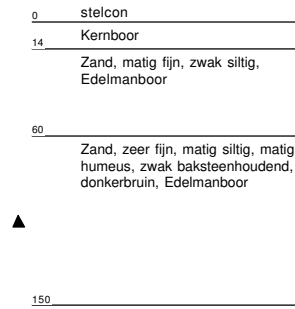 0 stelcon
Kernboor
14
Zand, matig fijn, zwak siltig,
Edelmanboor
60
Zand, zeer fijn, matig siltig, matig
humeus, zwak baksteenhoudend,
donkerbruin, Edelmanboor
150